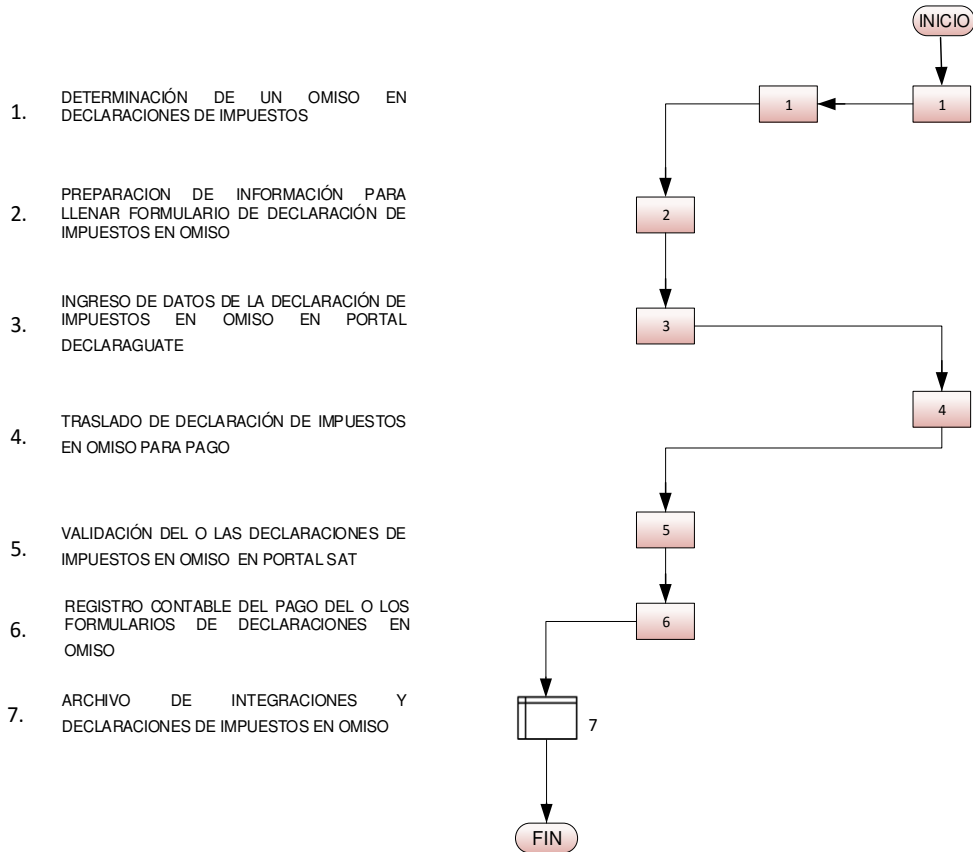 INICIO
1. DETERMINACIÓN DE UN OMISO EN
DECLARACIONES DE IMPUESTOS
1
1
2. PREPARACION DE INFORMACIÓN PARA
LLENAR FORMULARIO DE DECLARACIÓN DE
IMPUESTOS EN OMISO
2
3. INGRESO DE DATOS DE LA DECLARACIÓN DE
IMPUESTOS EN OMISO EN PORTAL
DECLARAGUATE
3
4. TRASLADO DE DECLARACIÓN DE IMPUESTOS
EN OMISO PARA PAGO
4
5. VALIDACIÓN DEL O LAS DECLARACIONES DE
IMPUESTOS EN OMISO EN PORTAL SAT
5
6. REGISTRO CONTABLE DEL PAGO DEL O LOS
FORMULARIOS DE DECLARACIONES EN
OMISO
6
7. ARCHIVO DE INTEGRACIONES Y
DECLARACIONES DE IMPUESTOS EN OMISO
7
FIN